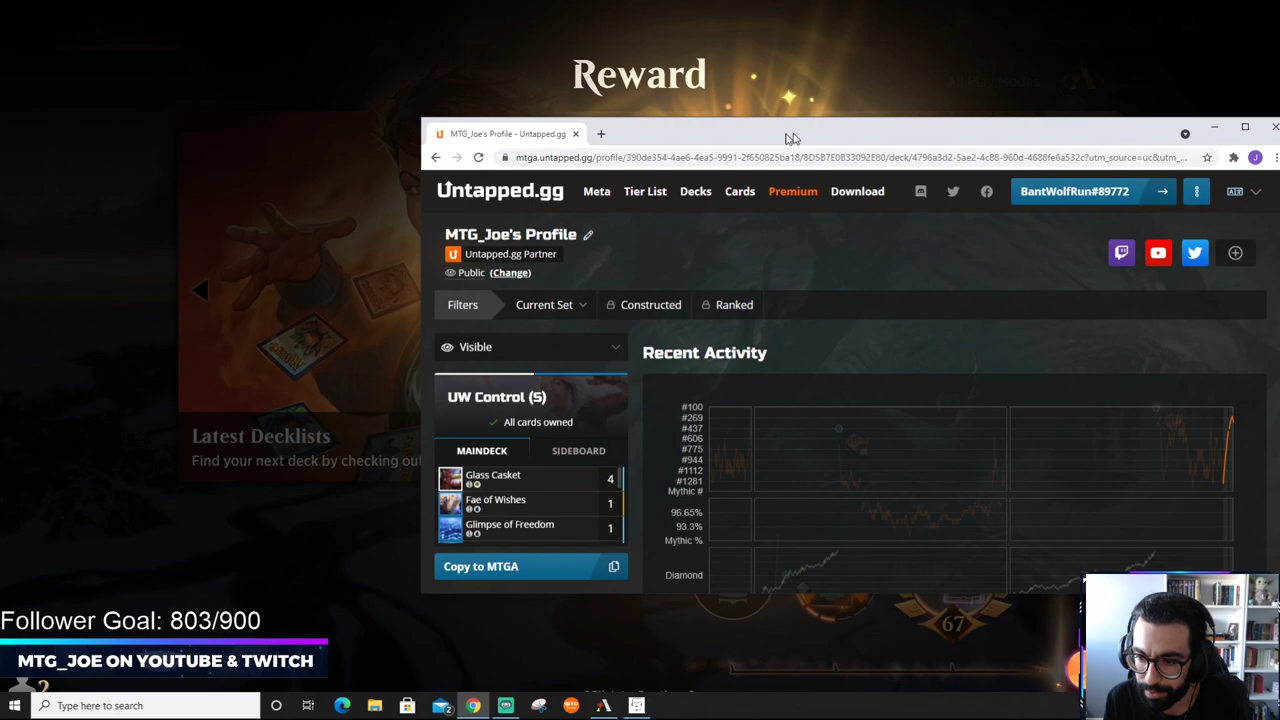 Reward
MTG_Joe's Profile - Untapped.gg
mtga.untapped.gg/profile/390de354-4ae6-4ea5-9991-2f650825ba18/8D5B7E0B33092E80/deck/4796a3d2-5ae2-4c88-960d-4688fe6a532c?utm_source=uc&utm_...
Untapped.gg Meta Tier List Decks Cards Premium Download BantWolfRun#89772
MTG_Joe's Profile
Untapped.gg Partner
Public (Change)
Filters Current Set Constructed Ranked
Visible
Recent Activity
UW Control (5)
All cards owned
MAINDECK SIDEBOARD
Glass Casket 4
Fae of Wishes 1
Glimpse of Freedom 1
Copy to MTGA
#100
#269
#437
#606
#775
#944
#1112
#1281
Mythic #
96.65%
93.3%
Mythic %
Diamond
Latest Decklists
Find your next deck by checking out
67
Follower Goal: 803/900
MTG_JOE ON YOUTUBE & TWITCH
2
Type here to search